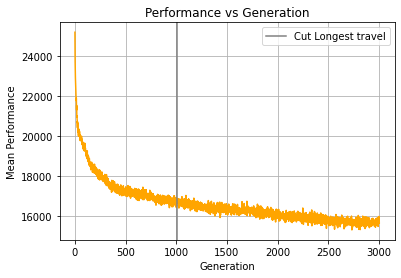 Performance vs Generation
Cut Longest travel
Mean Performance
24000
22000
20000
18000
16000
0 500 1000 1500 2000 2500 3000
Generation